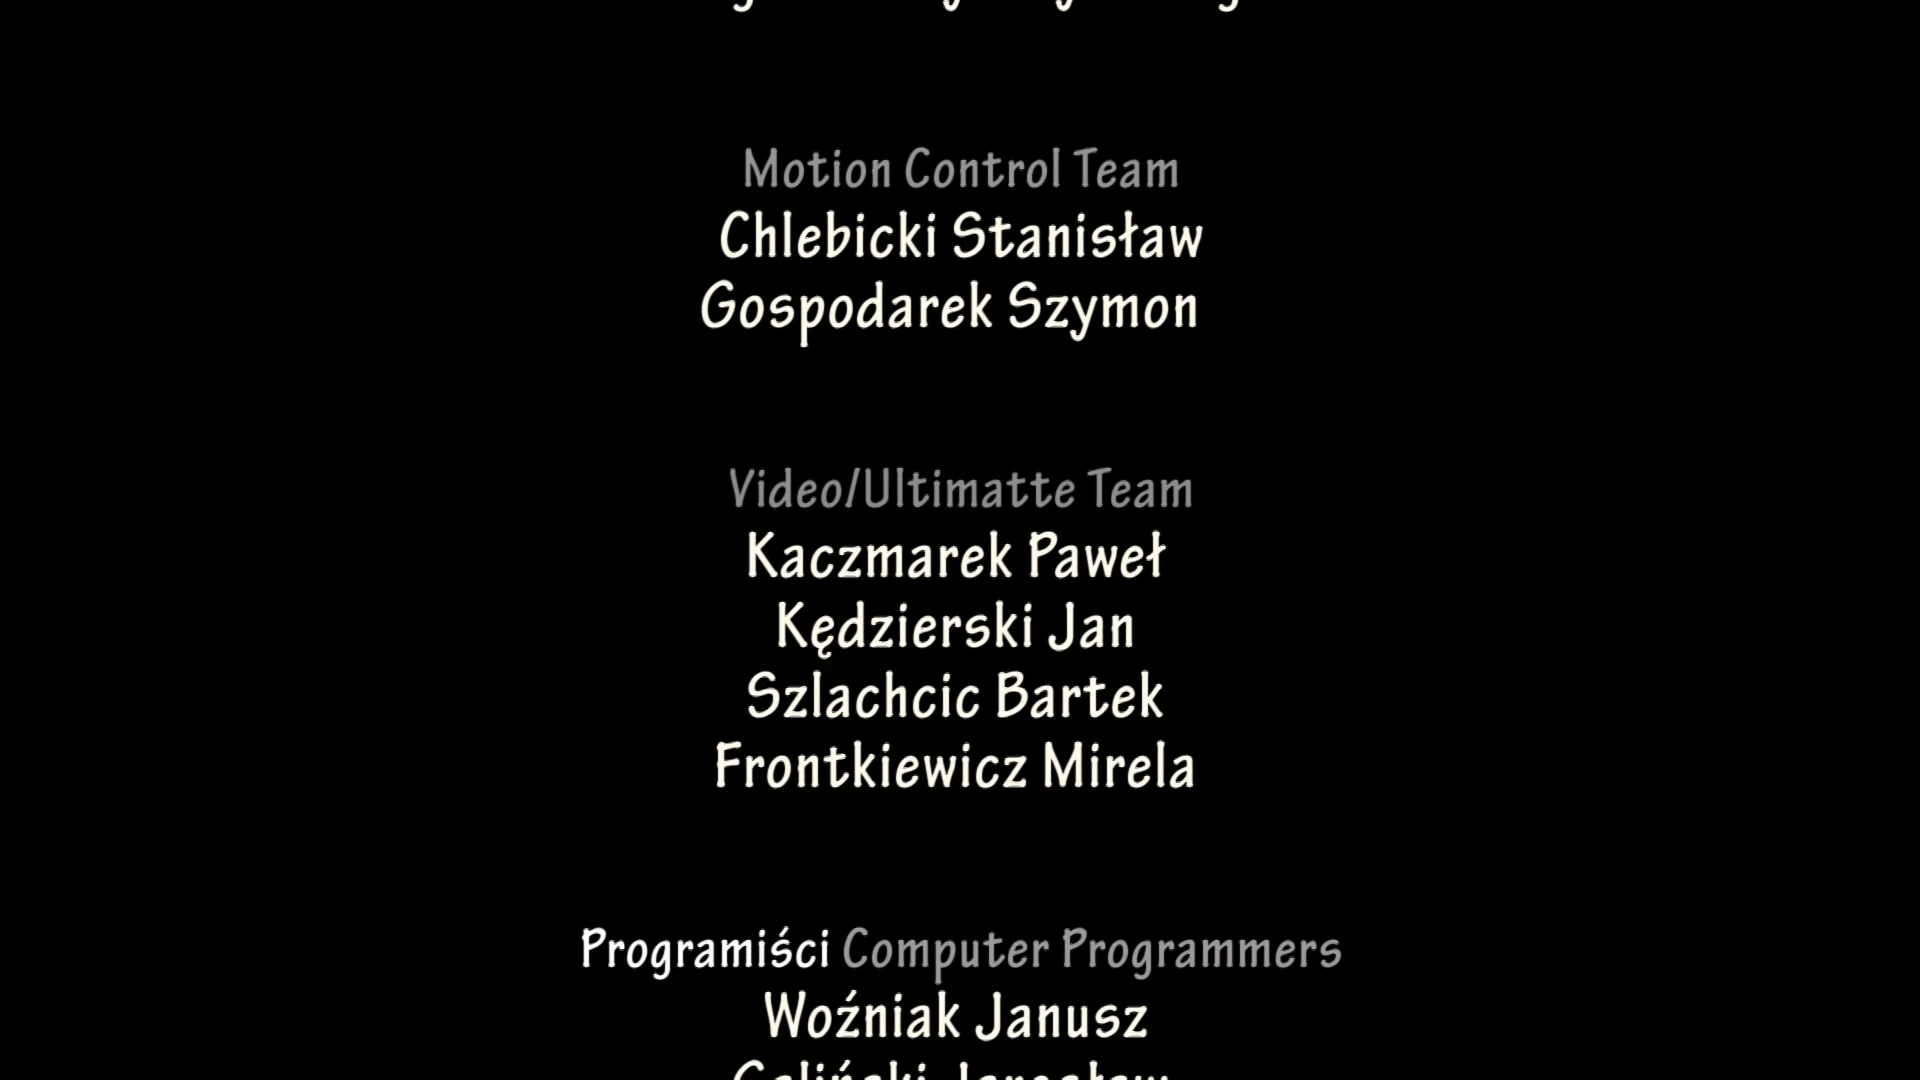 Motion Control Team
Chlebicki Stanisław
Gospodarek Szymon
Video/Ultimatte Team
Kaczmarek Paweł
Kędzierski Jan
Szlachcic Bartek
Frontkiewicz Mirela
Programiści Computer Programmers
Woźniak Janusz